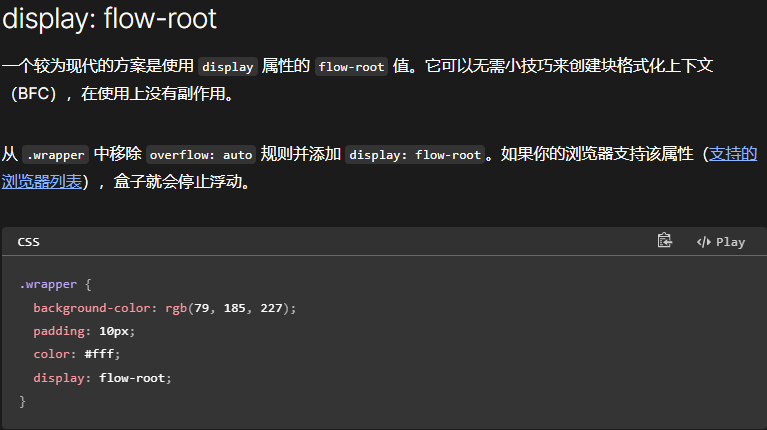 display: flow-root
一个较为现代的方案是使用 display 属性的 flow-root 值。它可以无需小技巧来创建块格式化上下文
（BFC），在使用上没有副作用。
从 .wrapper 中移除 overflow: auto 规则并添加 display: flow-root。如果你的浏览器支持该属性（支持的
浏览器列表），盒子就会停止浮动。
CSS
Play
.wrapper {
  background-color: rgb(79, 185, 227);
  padding: 10px;
  color: #fff;
  display: flow-root;
}